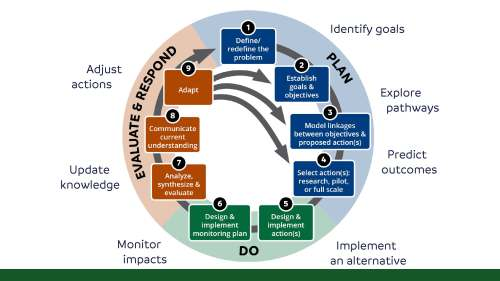 Identify goals
PLAN
1
Define/
redefine the
problem
2
Establish
goals &
objectives
Explore
pathways
3
Model linkages
between objectives &
proposed action(s)
Predict
outcomes
4
Select action(s):
research, pilot,
or full scale
Implement
an alternative
DO
5
Design &
implement
action(s)
6
Design &
implement
monitoring plan
Monitor
impacts
EVALUATE & RESPOND
7
Analyze,
synthesize &
evaluate
Update
knowledge
8
Communicate
current
understanding
9
Adapt
Adjust
actions